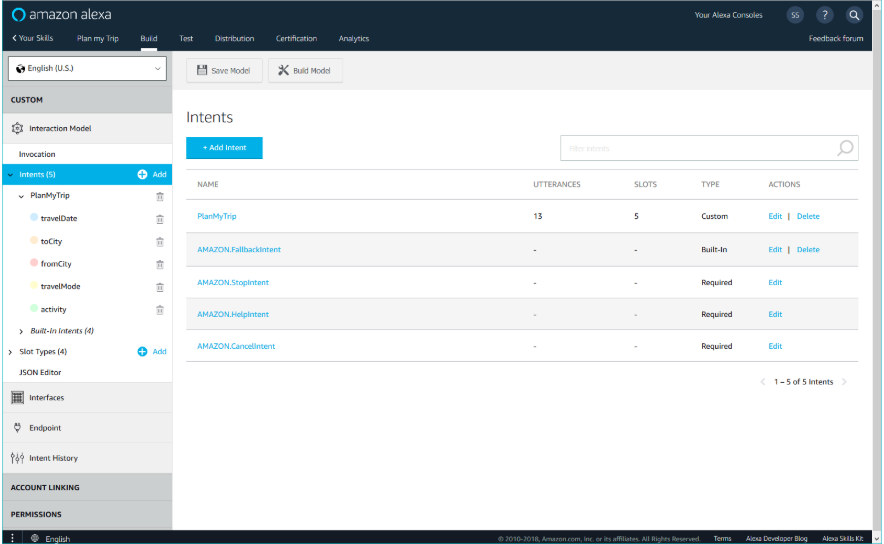 amazon alexa
Your Alexa Consoles SS ?
Your Skills Plan my Trip Build Test Distribution Certification Analytics Feedback forum
English (U.S.)
Save Model Build Model
CUSTOM
Interaction Model
Invocation
Intents (5) Add
PlanMyTrip
travelDate
toCity
fromCity
travelMode
activity
Built-In Intents (4)
Slot Types (4) Add
JSON Editor
Interfaces
Endpoint
Intent History
ACCOUNT LINKING
PERMISSIONS
Intents
+ Add Intent Filter Intents
NAME UTTERANCES SLOTS TYPE ACTIONS
PlanMyTrip 13 5 Custom Edit | Delete
AMAZON.FallbackIntent - - Built-In Edit | Delete
AMAZON.StopIntent - - Required Edit
AMAZON.HelpIntent - - Required Edit
AMAZON.CancelIntent - - Required Edit
< 1 – 5 of 5 Intents >
English © 2010-2018, Amazon.com, Inc. or its affiliates. All Rights Reserved. Terms Alexa Developer Blog Alexa Skills Kit